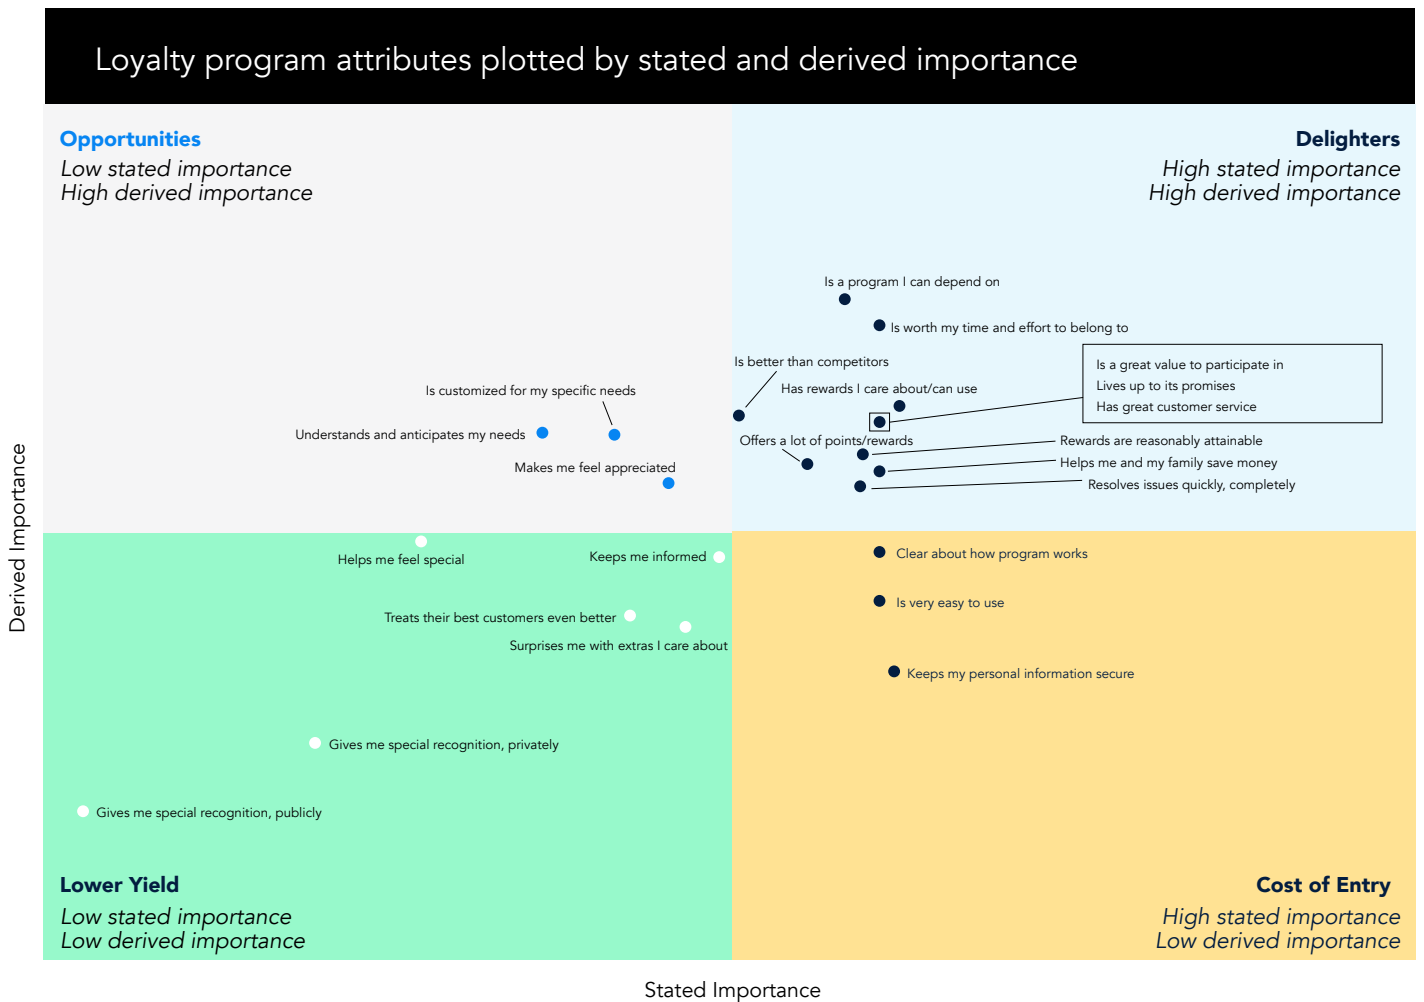 Loyalty program attributes plotted by stated and derived importance
Opportunities
Low stated importance
High derived importance
Delighters
High stated importance
High derived importance
Is a program I can depend on
Is worth my time and effort to belong to
Is better than competitors
Has rewards I care about/can use
Is a great value to participate in
Lives up to its promises
Has great customer service
Is customized for my specific needs
Understands and anticipates my needs
Makes me feel appreciated
Offers a lot of points/rewards
Rewards are reasonably attainable
Helps me and my family save money
Resolves issues quickly, completely
Derived Importance
Helps me feel special
Keeps me informed
Treats their best customers even better
Surprises me with extras I care about
Gives me special recognition, privately
Gives me special recognition, publicly
Clear about how program works
Is very easy to use
Keeps my personal information secure
Lower Yield
Low stated importance
Low derived importance
Cost of Entry
High stated importance
Low derived importance
Stated Importance